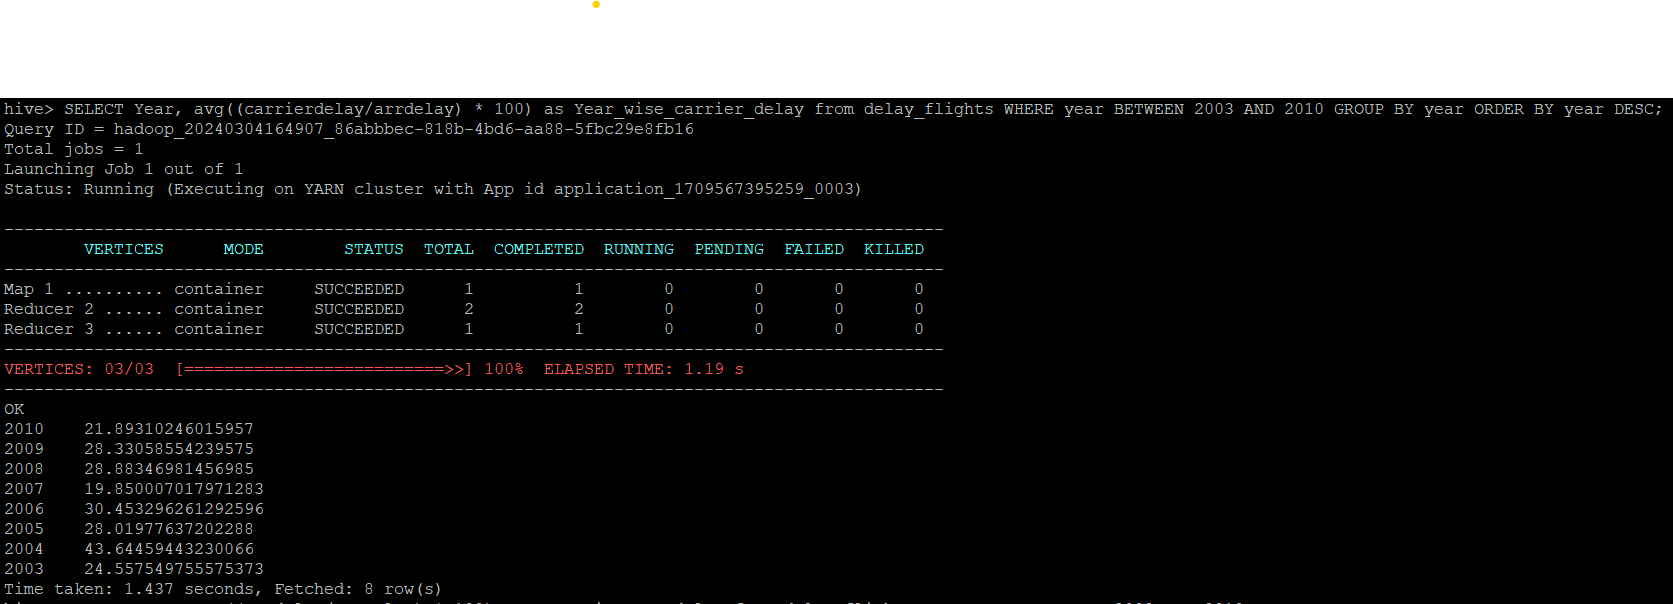 hive> SELECT Year, avg((carrierdelay/arrdelay) * 100) as Year_wise_carrier_delay from delay_flights WHERE year BETWEEN 2003 AND 2010 GROUP BY year ORDER BY year DESC;
Query ID = hadoop_20240304164907_86abbbec-818b-4bd6-aa88-5fbc29e8fb16
Total jobs = 1
Launching Job 1 out of 1
Status: Running (Executing on YARN cluster with App id application_1709567395259_0003)
----------------------------------------------------------------------------------------------
        VERTICES      MODE        STATUS  TOTAL  COMPLETED  RUNNING  PENDING  FAILED  KILLED
----------------------------------------------------------------------------------------------
Map 1 .......... container     SUCCEEDED      1          1        0        0       0       0
Reducer 2 ...... container     SUCCEEDED      2          2        0        0       0       0
Reducer 3 ...... container     SUCCEEDED      1          1        0        0       0       0
----------------------------------------------------------------------------------------------
VERTICES: 03/03  [==========================>>] 100%  ELAPSED TIME: 1.19 s
----------------------------------------------------------------------------------------------
OK
2010    21.89310246015957
2009    28.33058554239575
2008    28.88346981456985
2007    19.850007017971283
2006    30.453296261292596
2005    28.01977637202288
2004    43.64459443230066
2003    24.557549755575373
Time taken: 1.437 seconds, Fetched: 8 row(s)